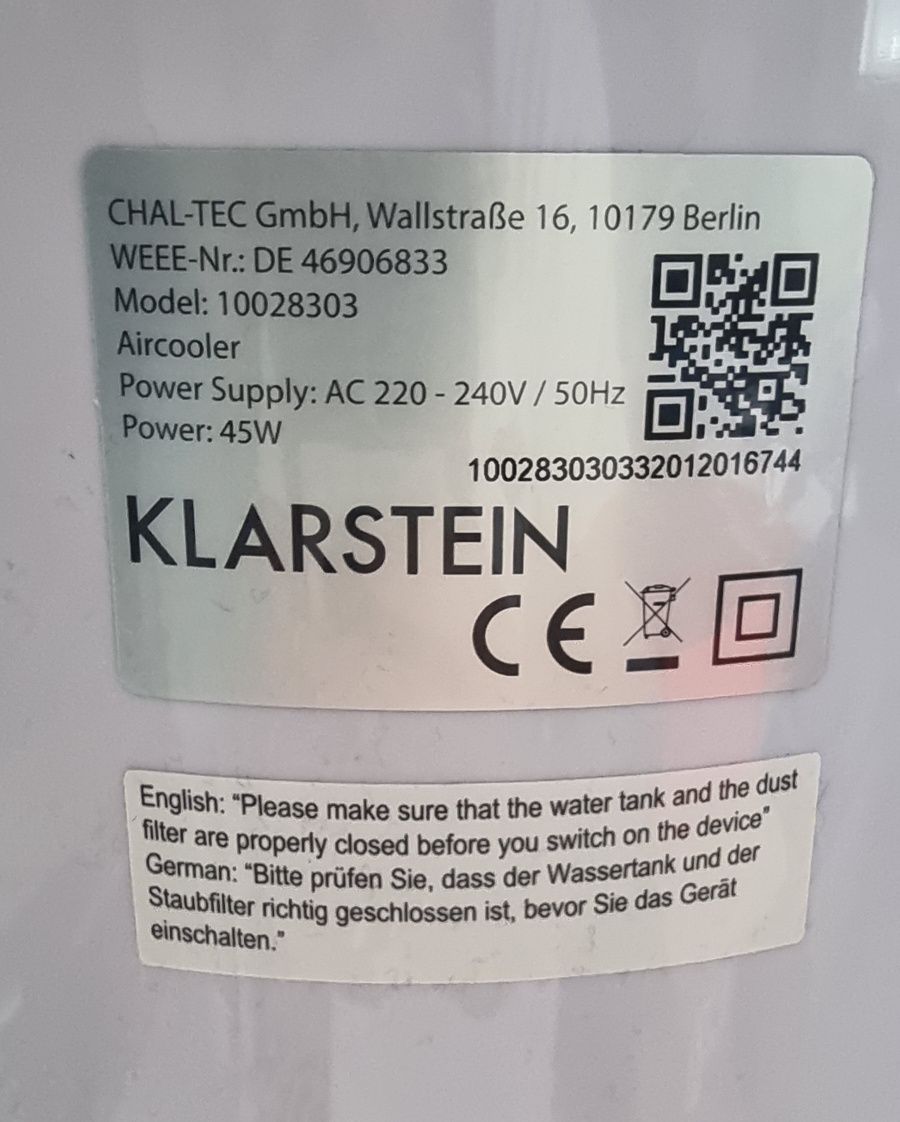 CHAL-TEC GmbH, Wallstraße 16, 10179 Berlin
WEEE-Nr.: DE 46906833
Model: 10028303
Aircooler
Power Supply: AC 220 - 240V / 50Hz
Power: 45W
100283030332012016744
KLARSTEIN
CE
English: “Please make sure that the water tank and the dust
filter are properly closed before you switch on the device”
German: “Bitte prüfen Sie, dass der Wassertank und der
Staubfilter richtig geschlossen ist, bevor Sie das Gerät
einschalten.”